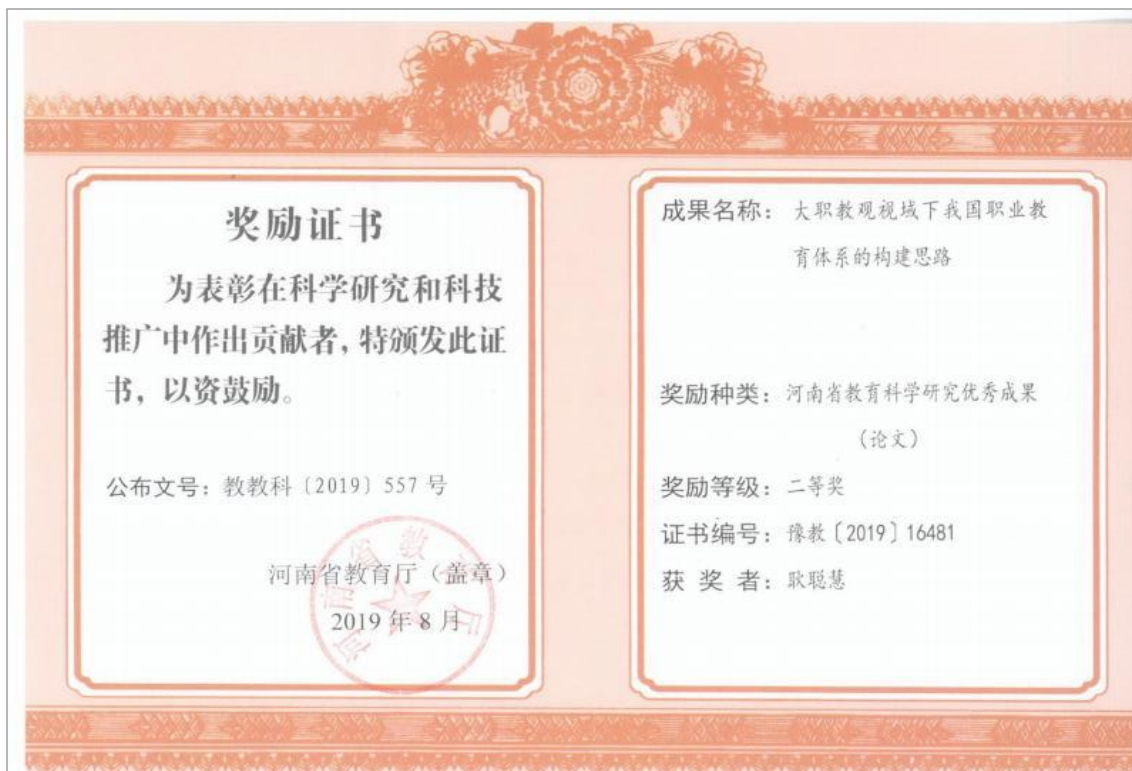 奖励证书
为表彰在科学研究和科技
推广中作出贡献者,特颁发此证
书,以资鼓励。
公布文号:教教科〔2019〕557号
河南省教育厅(盖章)
2019年8月
河南省教育厅
成果名称:大职教观视域下我国职业教
育体系的构建思路
奖励种类:河南省教育科学研究优秀成果
(论文)
奖励等级:二等奖
证书编号:豫教〔2019〕16481
获奖者:耿聪慧